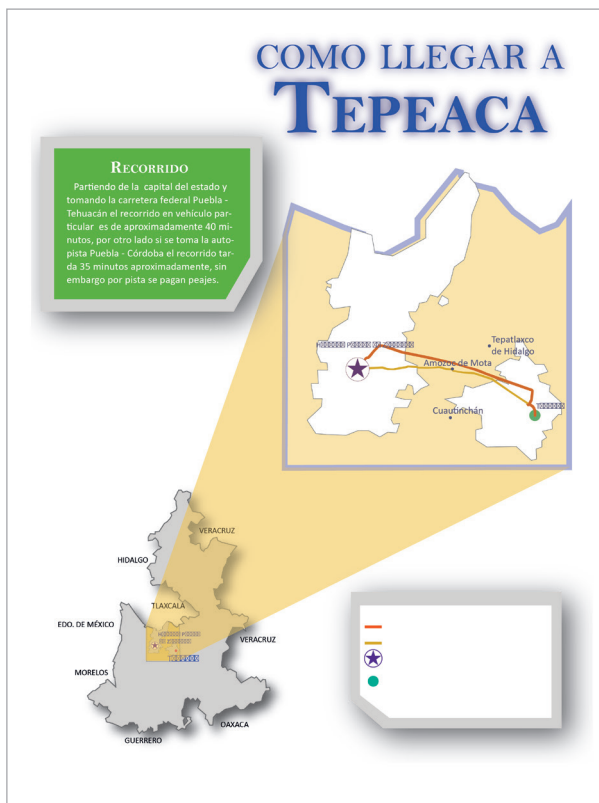 COMO LLEGAR A
TEPEACA
RECORRIDO
Partiendo de la capital del estado y
tomando la carretera federal Puebla -
Tehuacán el recorrido en vehículo par-
ticular es de aproximadamente 40 mi-
nutos, por otro lado si se toma la auto-
pista Puebla - Córdoba el recorrido tar-
da 35 minutos aproximadamente, sin
embargo por pista se pagan peajes.
Tepatlaxco
de Hidalgo
Amozoc de Mota
Cuautinchán
VERACRUZ
HIDALGO
TLAXCALA
EDO. DE MÉXICO
VERACRUZ
MORELOS
OAXACA
GUERRERO